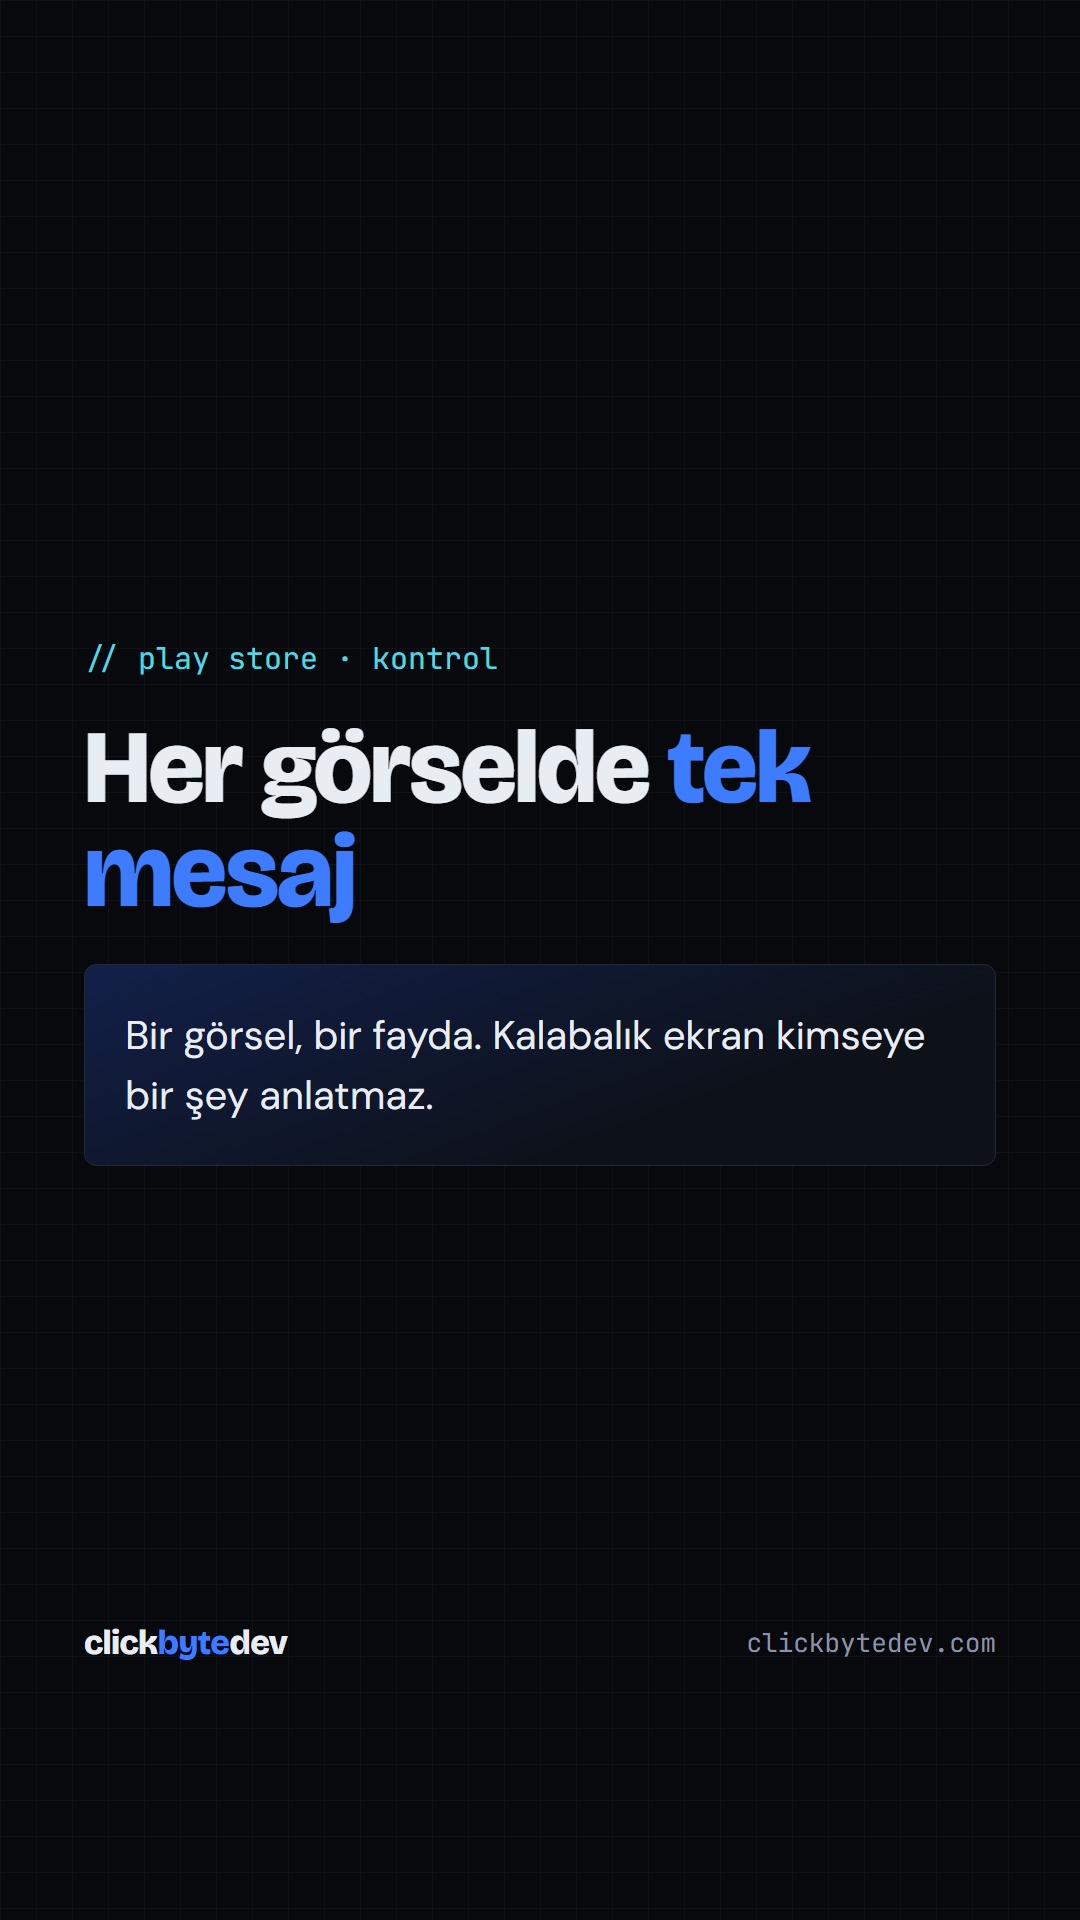 // play store · kontrol
Her görselde tek
mesaj
Bir görsel, bir fayda. Kalabalık ekran kimseye
bir şey anlatmaz.
clickbytedev
clickbytedev.com